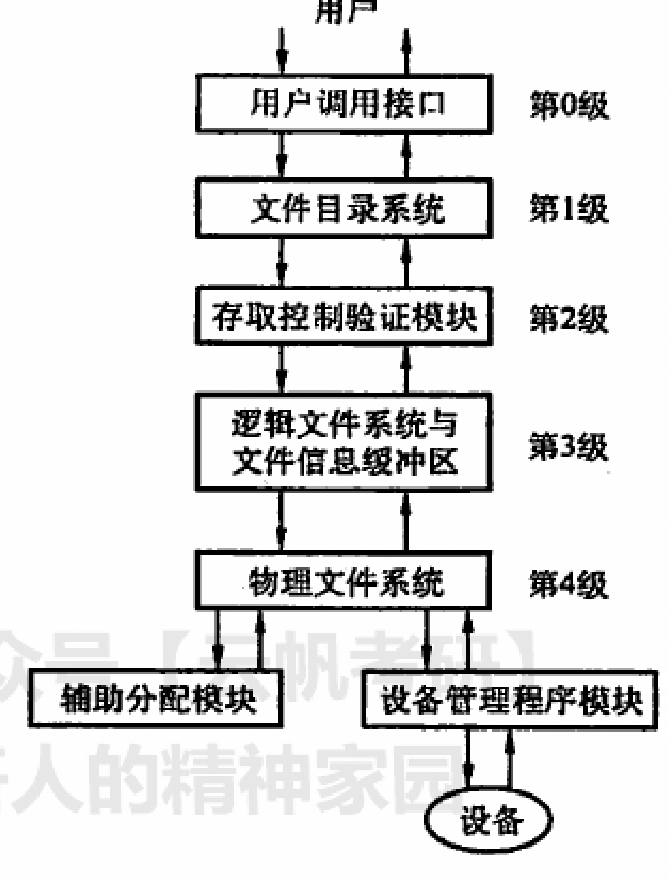 用户
用户调用接口
第0级
文件目录系统
第1级
存取控制验证模块
第2级
逻辑文件系统与
文件信息缓冲区
第3级
物理文件系统
第4级
众号【云帆考研】
辅助分配模块
设备管理程序模块
人的精神家园
设备